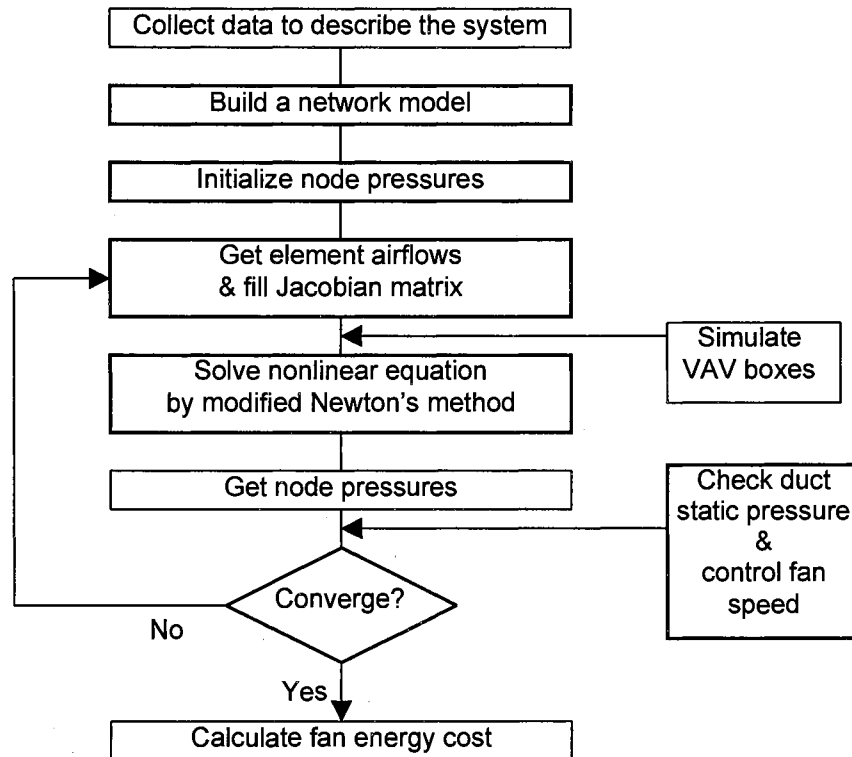 Collect data to describe the system
Build a network model
Initialize node pressures
Get element airflows
& fill Jacobian matrix
Simulate
VAV boxes
Solve nonlinear equation
by modified Newton's method
Get node pressures
Check duct
static pressure
&
control fan
speed
Converge?
No
Yes
Calculate fan energy cost